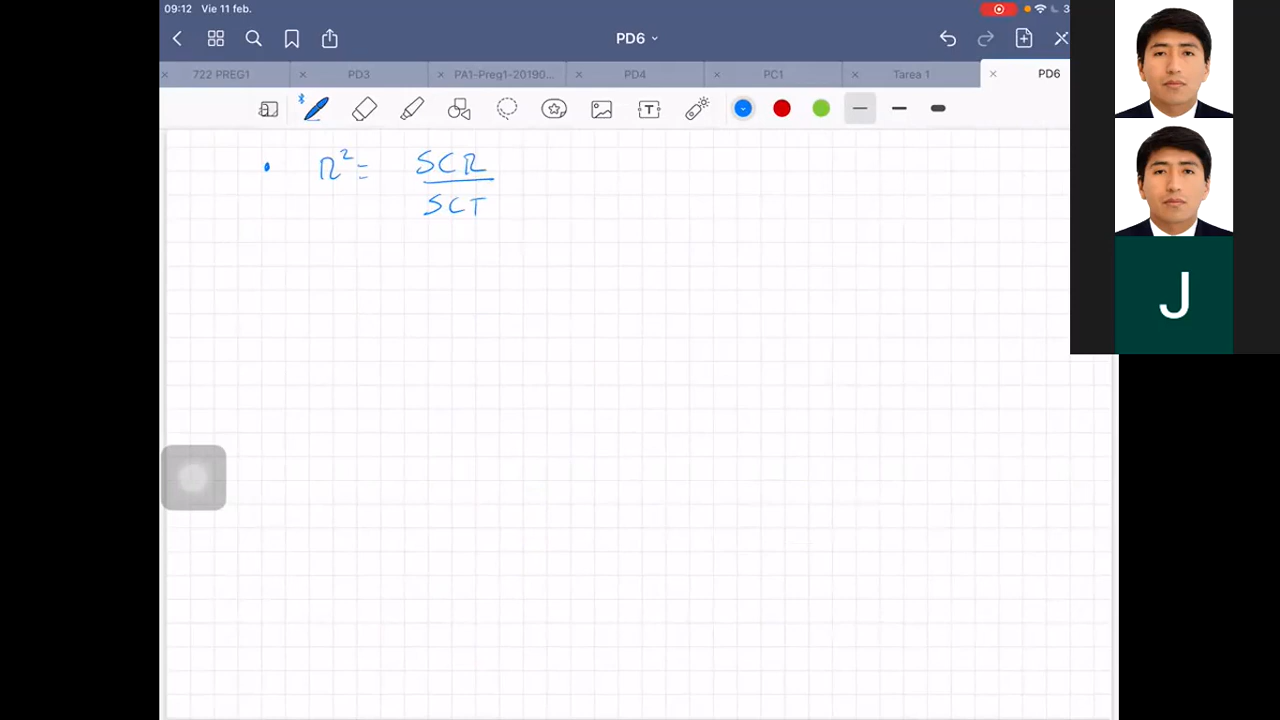 09:12 Vie 11 feb. 3
PD6
722 PREG1 PD3 PA1-Preg1-20190... PD4 PC1 Tarea 1 PD6
T
• R² = SCR
SCT
J